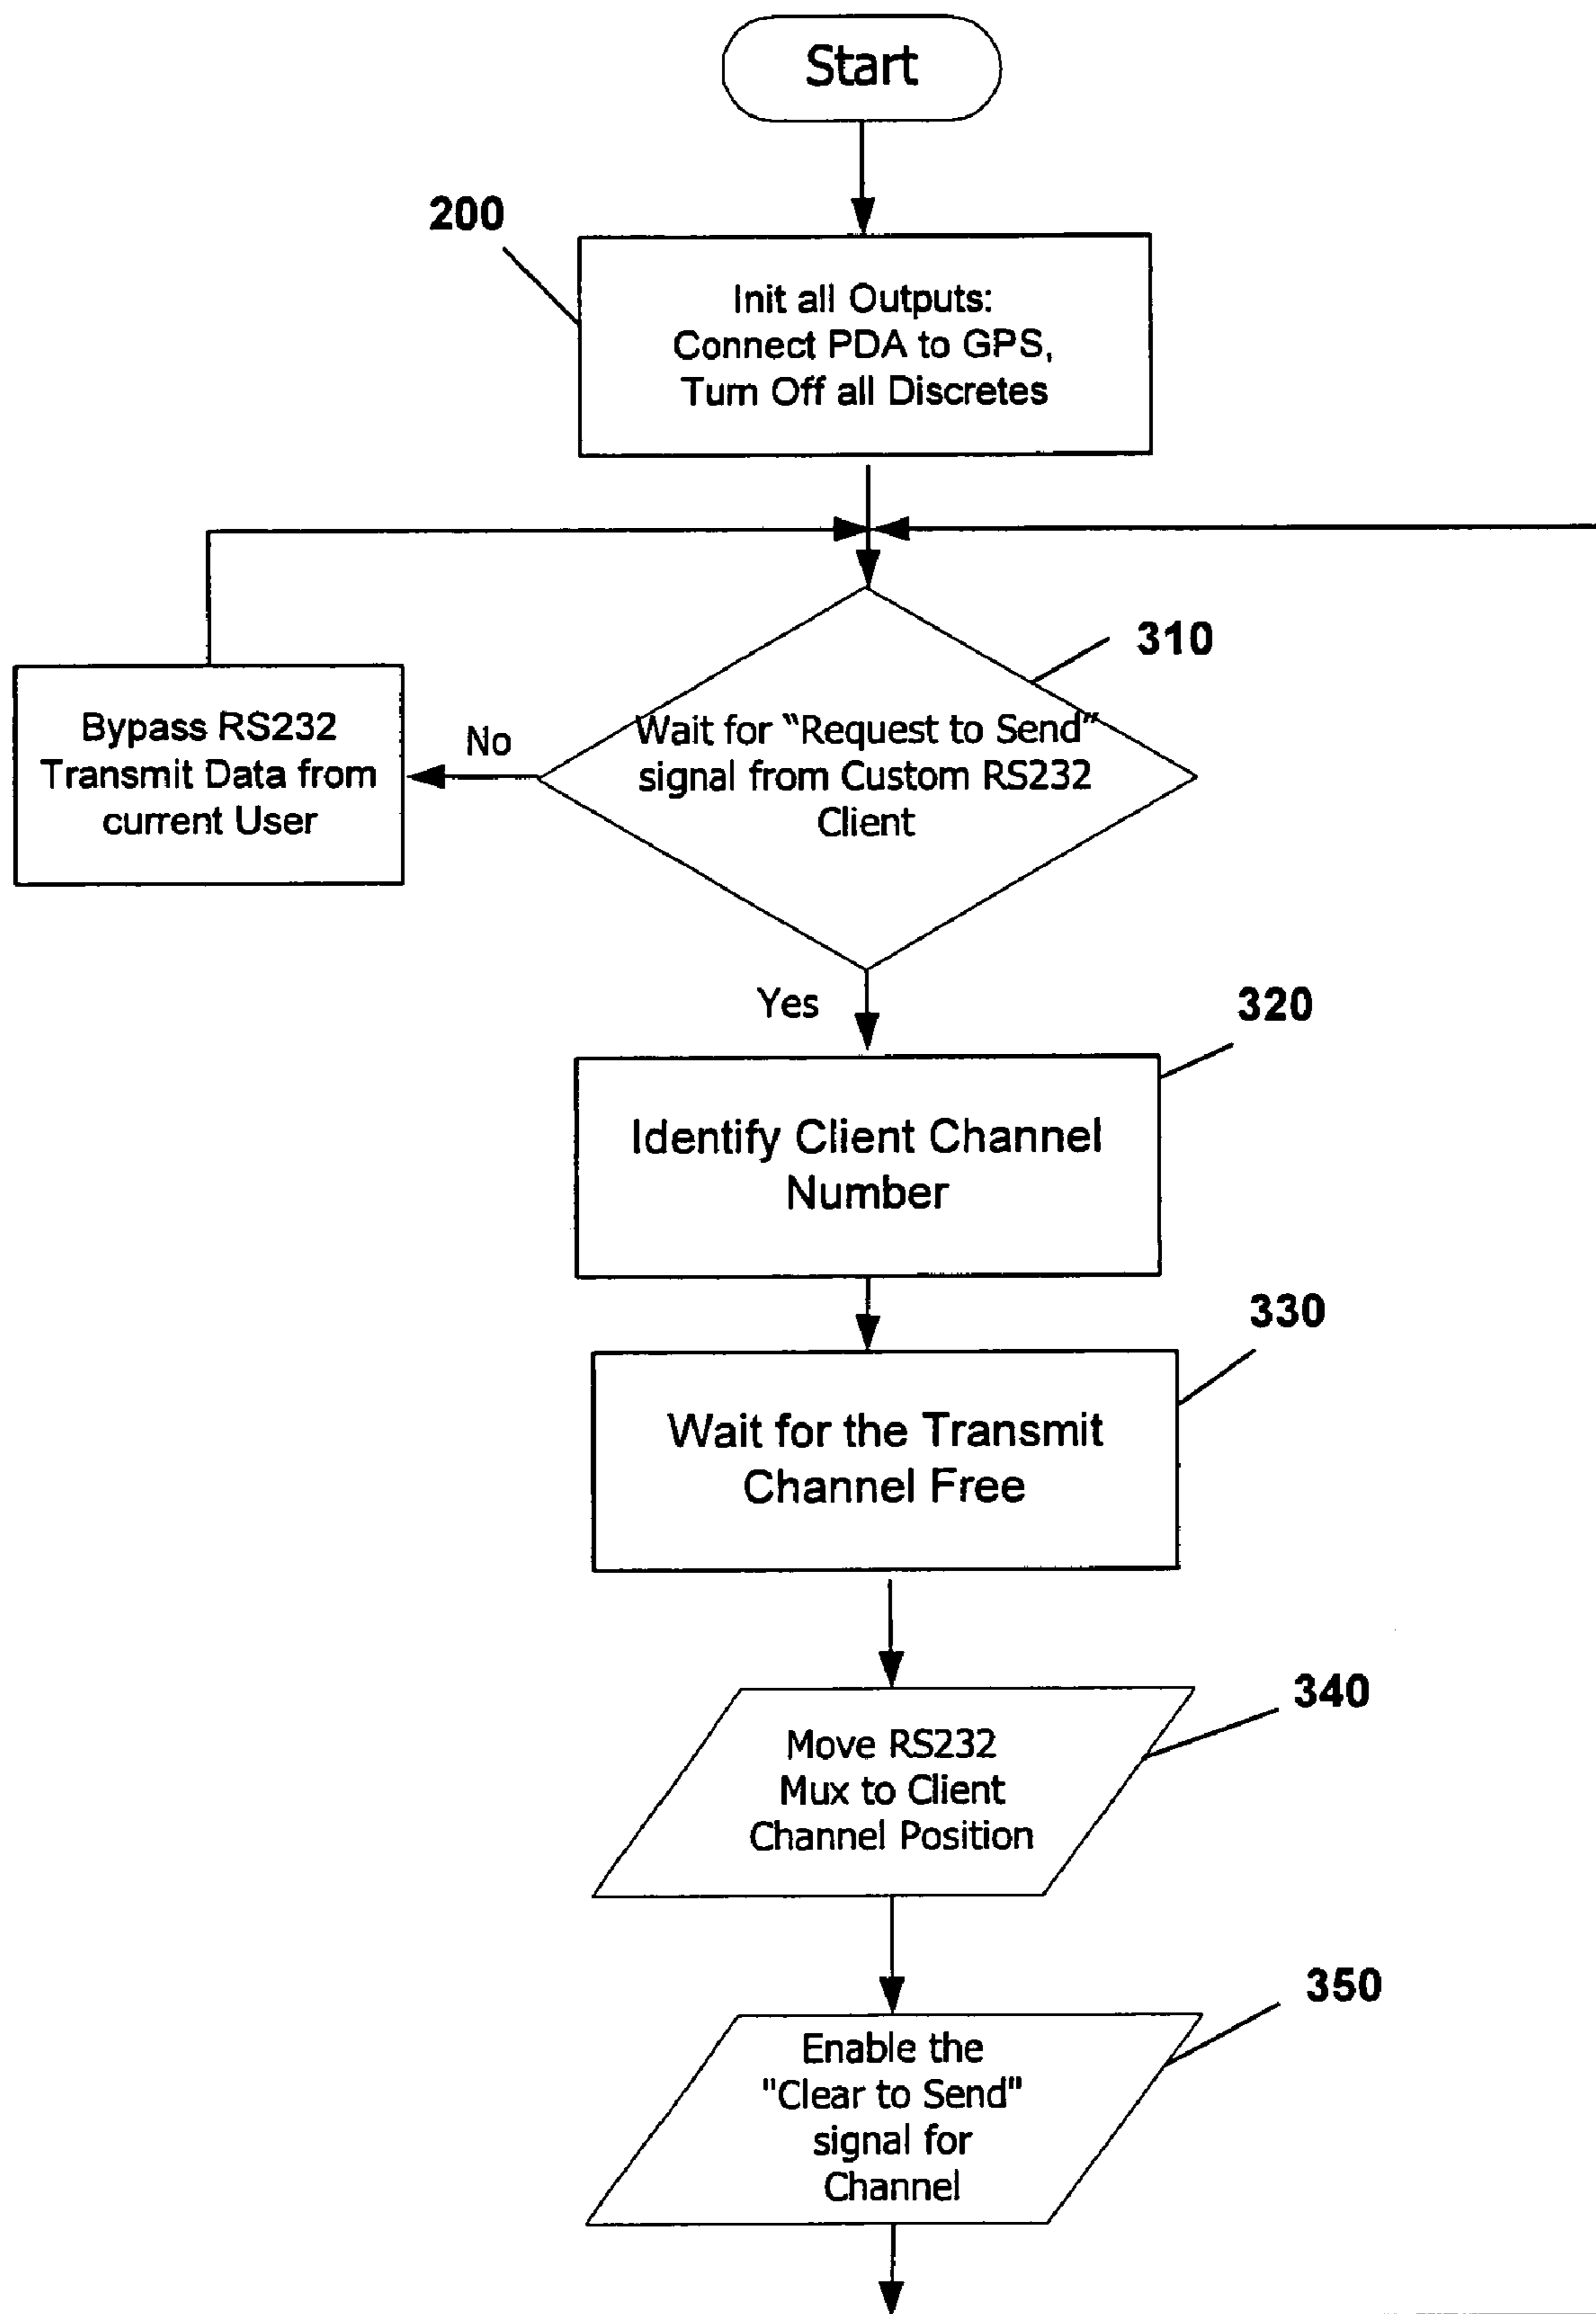 Start
200
Init all Outputs:
Connect PDA to GPS,
Turn Off all Discretes
310
Wait for “Request to Send”
signal from Custom RS232
Client
No
Bypass RS232
Transmit Data from
current User
Yes
320
Identify Client Channel
Number
330
Wait for the Transmit
Channel Free
340
Move RS232
Mux to Client
Channel Position
350
Enable the
"Clear to Send"
signal for
Channel